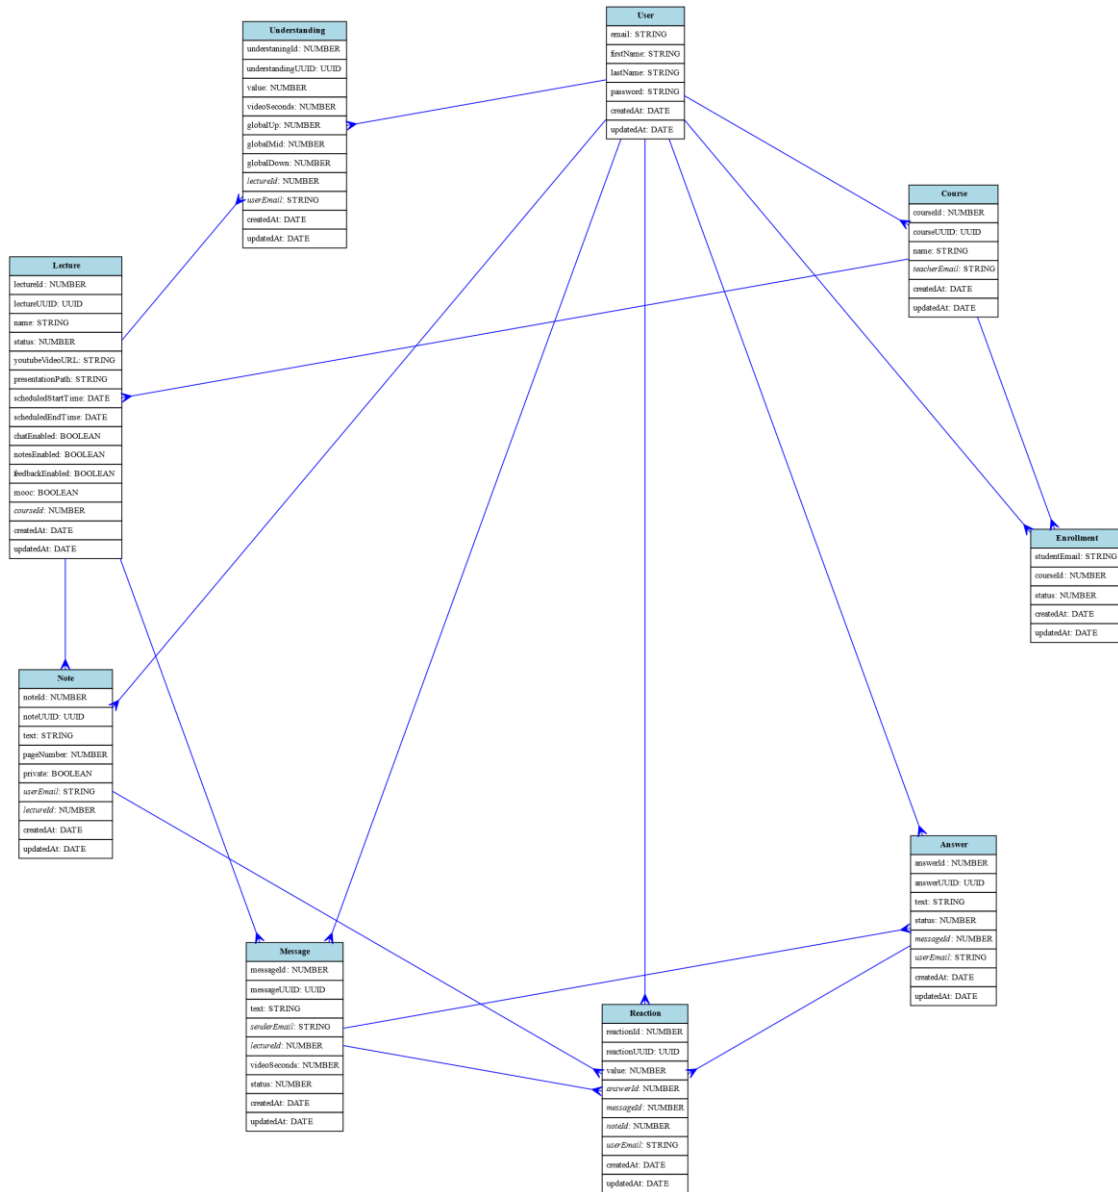 User
email: STRING
firstName: STRING
lastName: STRING
password: STRING
createdAt: DATE
updatedAt: DATE
Understanding
understaningId: NUMBER
understandingUUID: UUID
value: NUMBER
videoSeconds: NUMBER
globalUp: NUMBER
globalMid: NUMBER
globalDown: NUMBER
lectureId: NUMBER
userEmail: STRING
createdAt: DATE
updatedAt: DATE
Course
courseId: NUMBER
courseUUID: UUID
name: STRING
teacherEmail: STRING
createdAt: DATE
updatedAt: DATE
Lecture
lectureId: NUMBER
lectureUUID: UUID
name: STRING
status: NUMBER
youtubeVideoURL: STRING
presentationPath: STRING
scheduledStartTime: DATE
scheduledEndTime: DATE
chatEnabled: BOOLEAN
notesEnabled: BOOLEAN
feedbackEnabled: BOOLEAN
mooc: BOOLEAN
courseId: NUMBER
createdAt: DATE
updatedAt: DATE
Enrollment
studentEmail: STRING
courseId: NUMBER
status: NUMBER
createdAt: DATE
updatedAt: DATE
Note
noteId: NUMBER
noteUUID: UUID
text: STRING
pageNumber: NUMBER
private: BOOLEAN
userEmail: STRING
lectureId: NUMBER
createdAt: DATE
updatedAt: DATE
Answer
answerId: NUMBER
answerUUID: UUID
text: STRING
status: NUMBER
messageId: NUMBER
userEmail: STRING
createdAt: DATE
updatedAt: DATE
Message
messageId: NUMBER
messageUUID: UUID
text: STRING
senderEmail: STRING
lectureId: NUMBER
videoSeconds: NUMBER
status: NUMBER
createdAt: DATE
updatedAt: DATE
Reaction
reactionId: NUMBER
reactionUUID: UUID
value: NUMBER
answerId: NUMBER
messageId: NUMBER
noteId: NUMBER
userEmail: STRING
createdAt: DATE
updatedAt: DATE